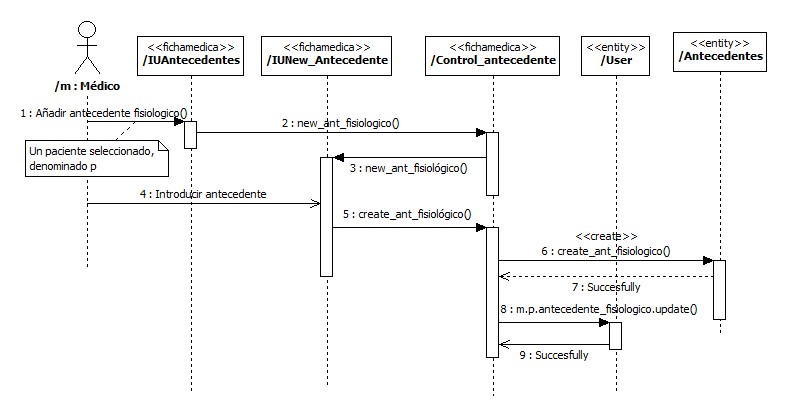 /m : Médico
<<fichamedica>>
/IUAntecedentes
<<fichamedica>>
/IUNew_Antecedente
<<fichamedica>>
/Control_antecedente
<<entity>>
/User
<<entity>>
/Antecedentes
1 : Añadir antecedente fisiologico()
2 : new_ant_fisiologico()
Un paciente seleccionado,
denominado p
3 : new_ant_fisiológico()
4 : Introducir antecedente
5 : create_ant_fisiológico()
<<create>>
6 : create_ant_fisiologico()
7 : Succesfully
8 : m.p.antecedente_fisiologico.update()
9 : Succesfully